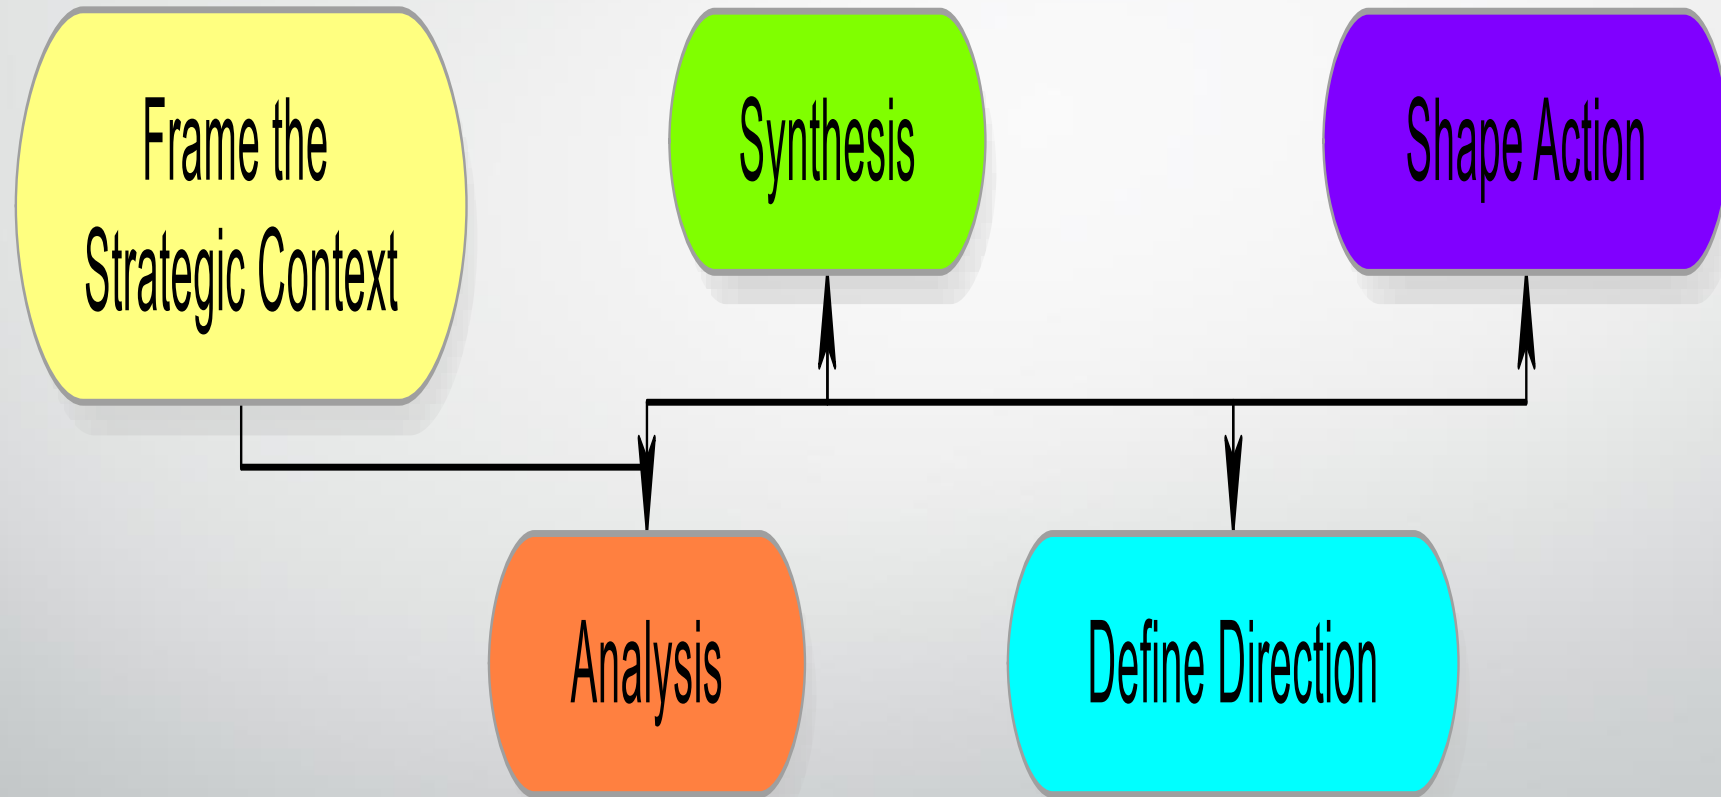 Frame the
Strategic Context
Synthesis
Shape Action
Analysis
Define Direction